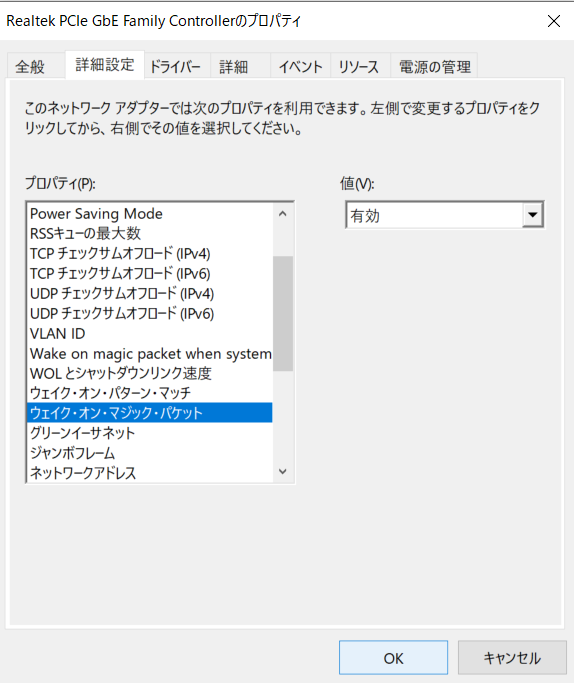 Realtek PCIe GbE Family Controllerのプロパティ
全般 詳細設定 ドライバー 詳細 イベント リソース 電源の管理
このネットワーク アダプターでは次のプロパティを利用できます。左側で変更するプロパティをク
リックしてから、右側でその値を選択してください。
プロパティ(P):
値(V):
有効
Power Saving Mode
RSSキューの最大数
TCP チェックサムオフロード (IPv4)
TCP チェックサムオフロード (IPv6)
UDP チェックサムオフロード (IPv4)
UDP チェックサムオフロード (IPv6)
VLAN ID
Wake on magic packet when system
WOL とシャットダウンリンク速度
ウェイク・オン・パターン・マッチ
ウェイク・オン・マジック・パケット
グリーンイーサネット
ジャンボフレーム
ネットワークアドレス
OK キャンセル